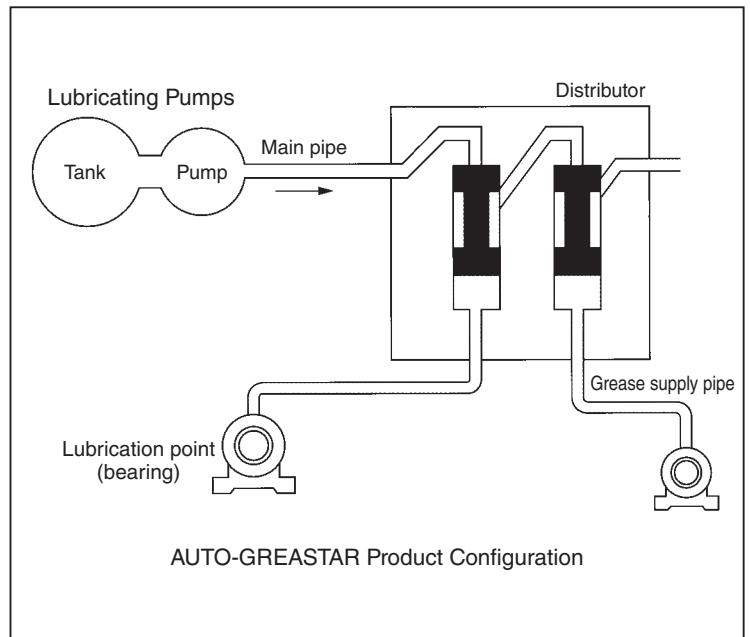 Lubricating Pumps
Distributor
Main pipe
Tank
Pump
Grease supply pipe
Lubrication point
(bearing)
AUTO-GREASTAR Product Configuration